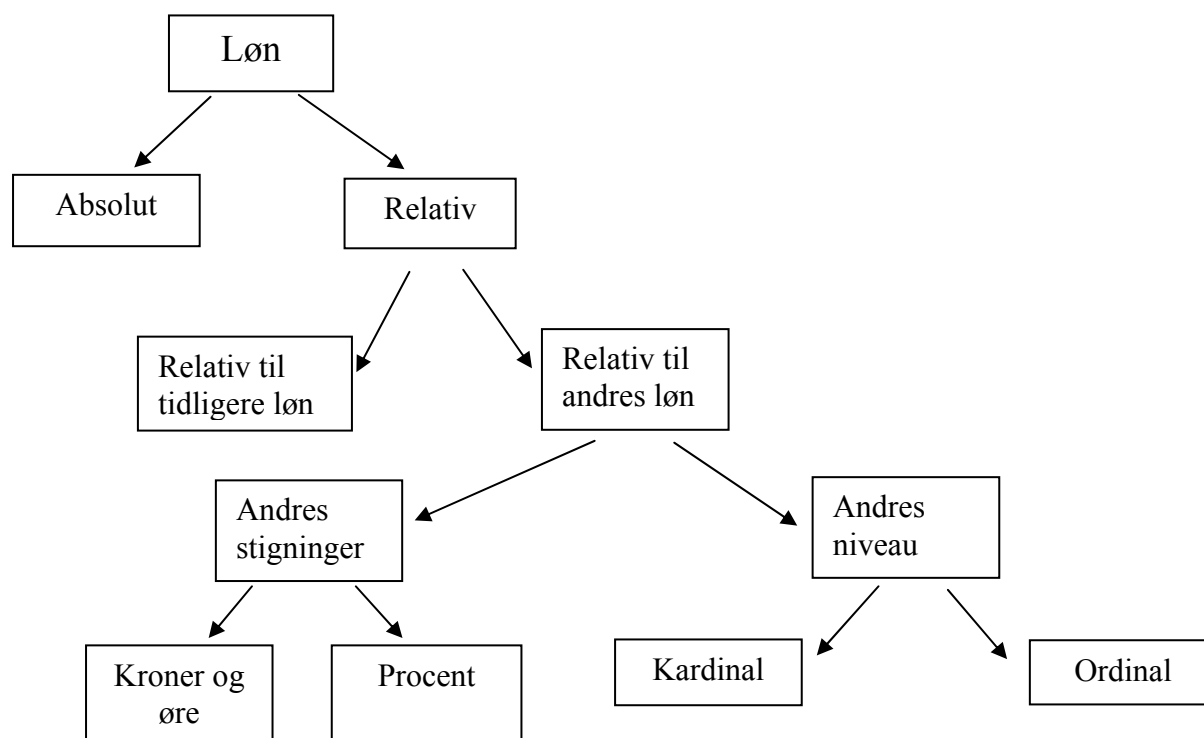 Løn
Absolut
Relativ
Relativ til
tidligere løn
Relativ til
andres løn
Andres
stigninger
Andres
niveau
Kroner og
øre
Procent
Kardinal
Ordinal